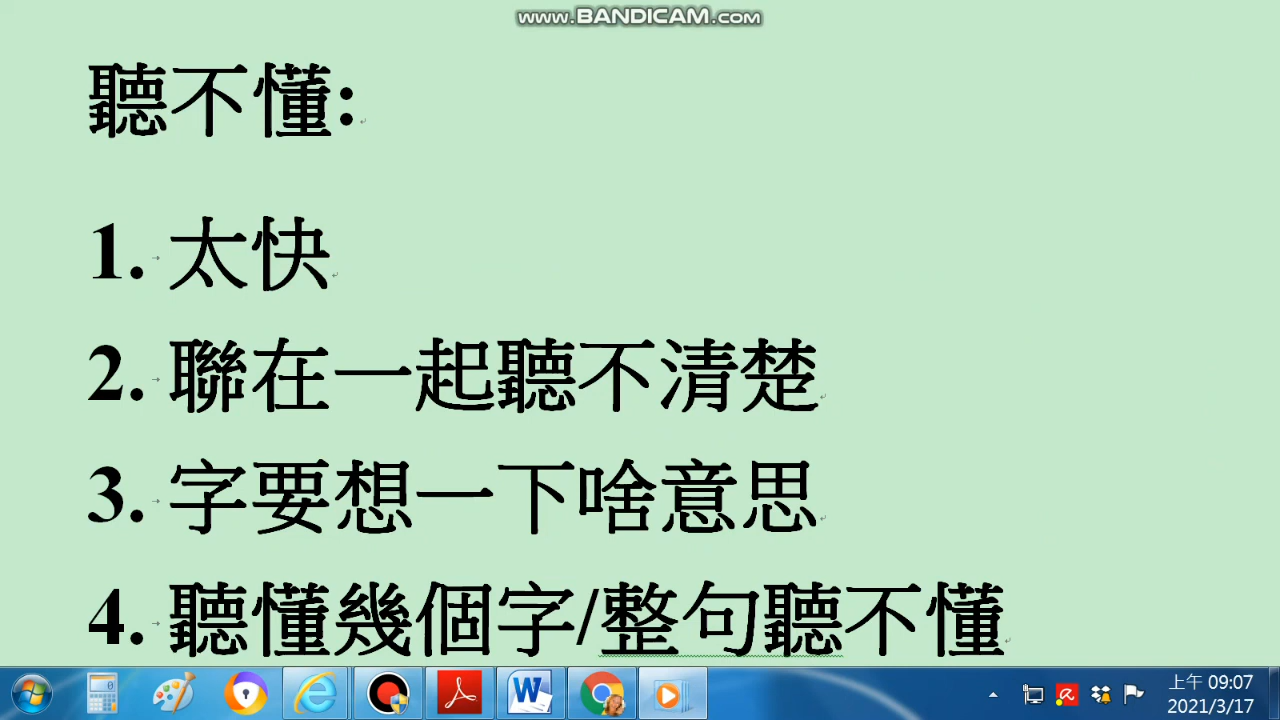 www.BANDICAM.com
聽不懂:
1. 太快
2. 聯在一起聽不清楚
3. 字要想一下啥意思
4. 聽懂幾個字/整句聽不懂
上午 09:07
2021/3/17